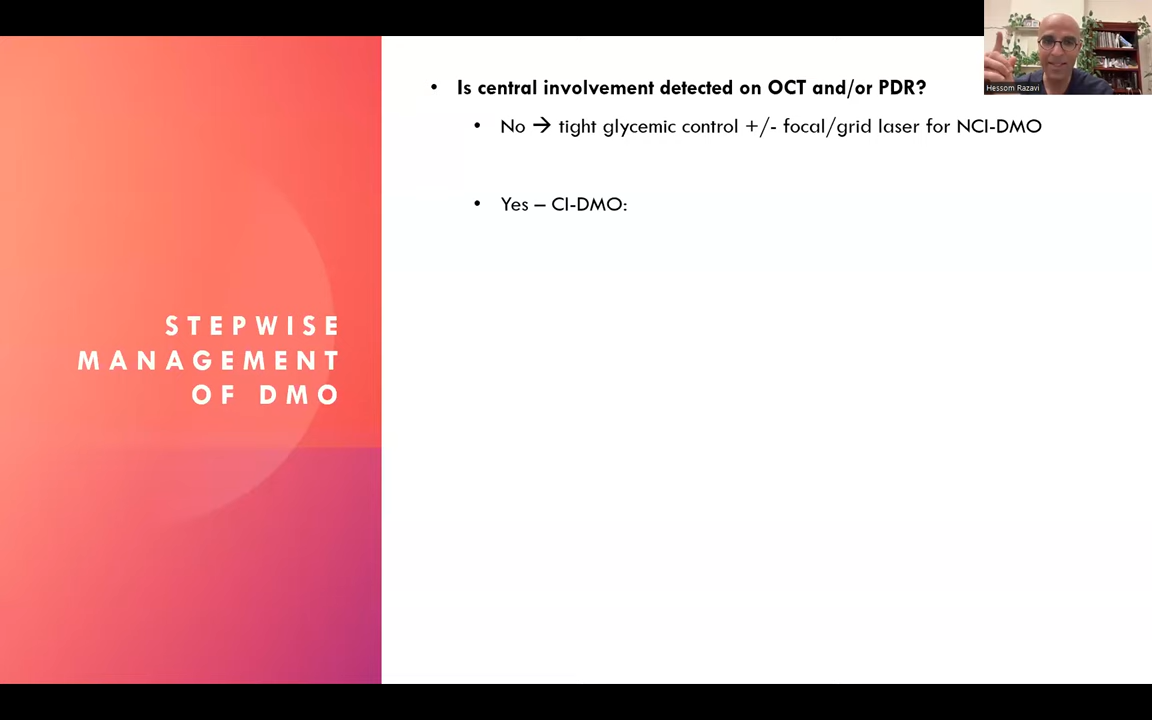 STEPWISE
MANAGEMENT
OF DMO
• Is central involvement detected on OCT and/or PDR?
• No → tight glycemic control +/- focal/grid laser for NCI-DMO
• Yes – CI-DMO:
Hessom Razavi